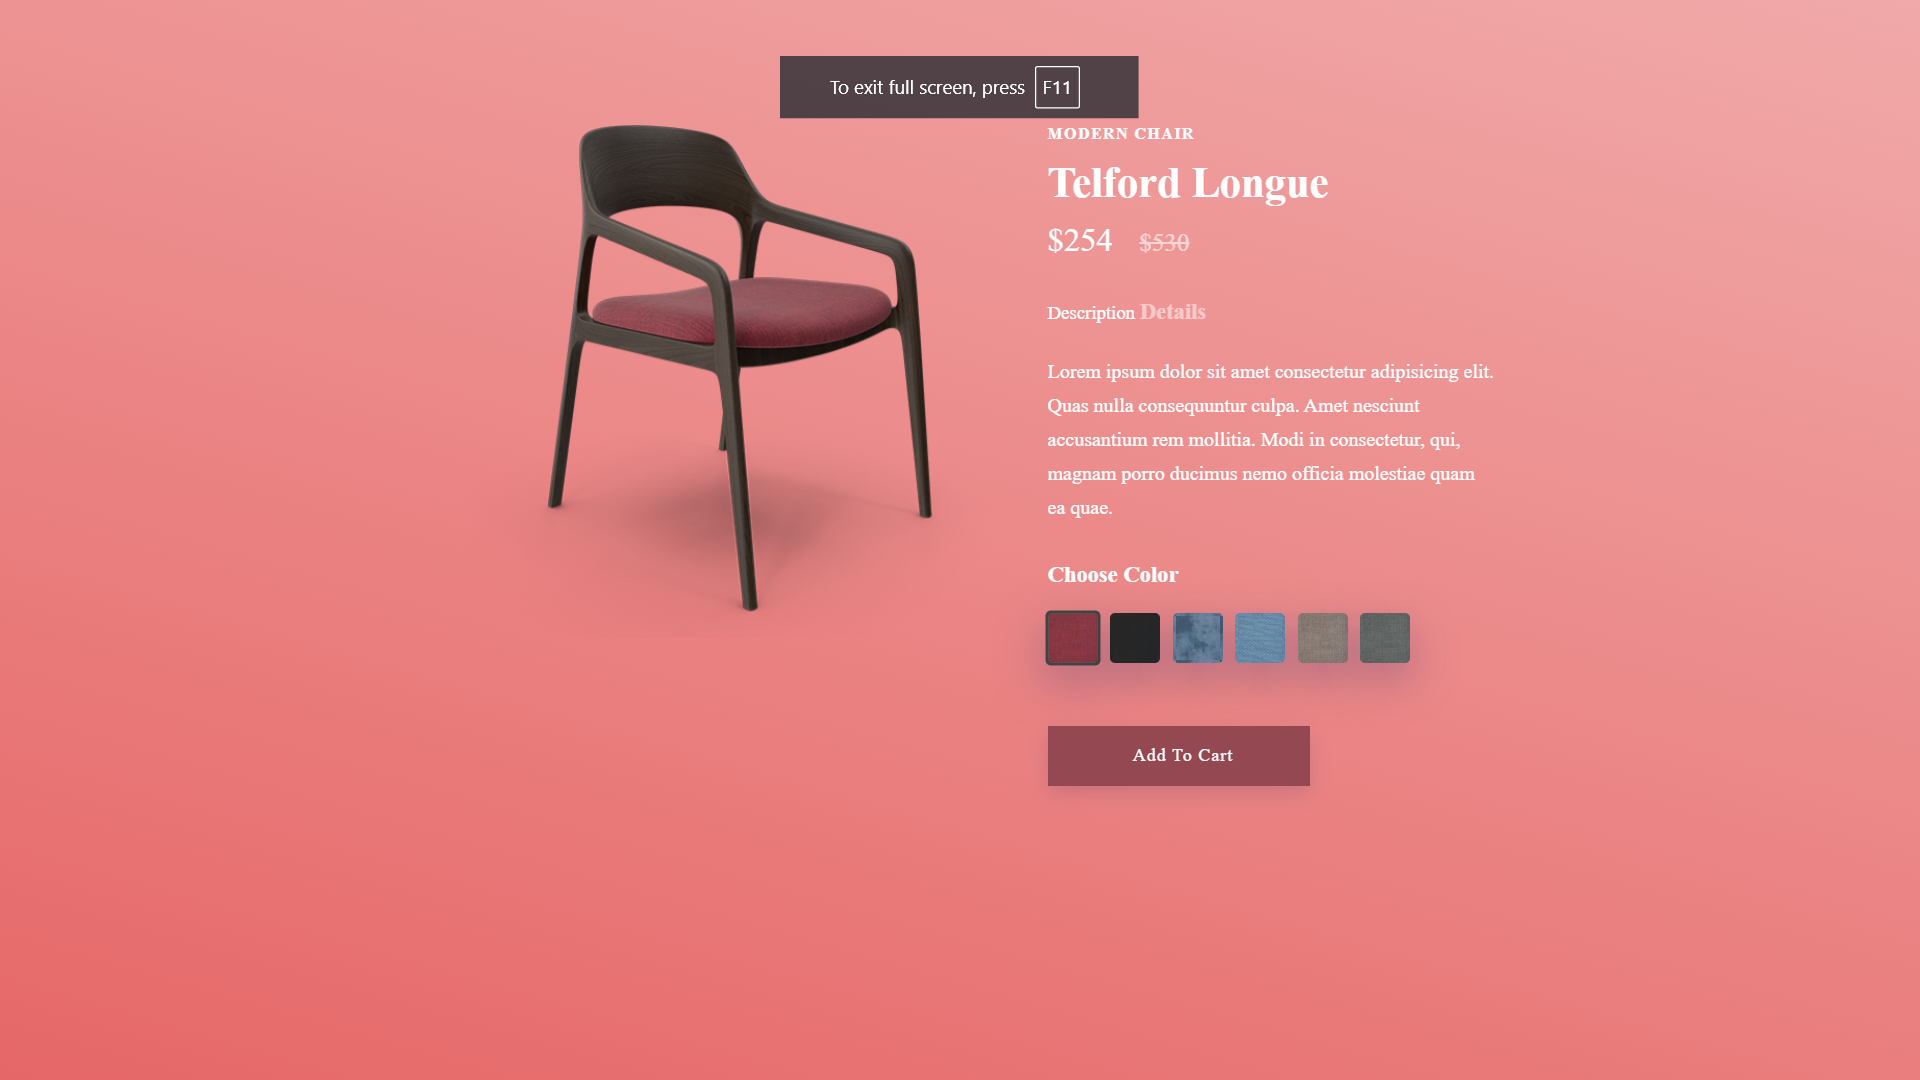 To exit full screen, press F11
MODERN CHAIR
Telford Longue
$254 $530
Description Details
Lorem ipsum dolor sit amet consectetur adipisicing elit.
Quas nulla consequuntur culpa. Amet nesciunt
accusantium rem mollitia. Modi in consectetur, qui,
magnam porro ducimus nemo officia molestiae quam
ea quae.
Choose Color
Add To Cart